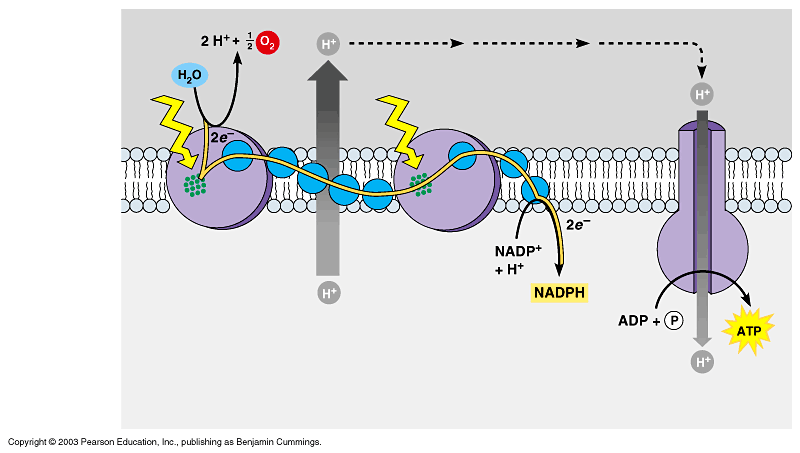 2 H⁺ + ½ O₂
H⁺
H₂O
H⁺
2e⁻
2e⁻
NADP⁺
+ H⁺
H⁺
NADPH
ADP + P
ATP
H⁺
Copyright © 2003 Pearson Education, Inc., publishing as Benjamin Cummings.